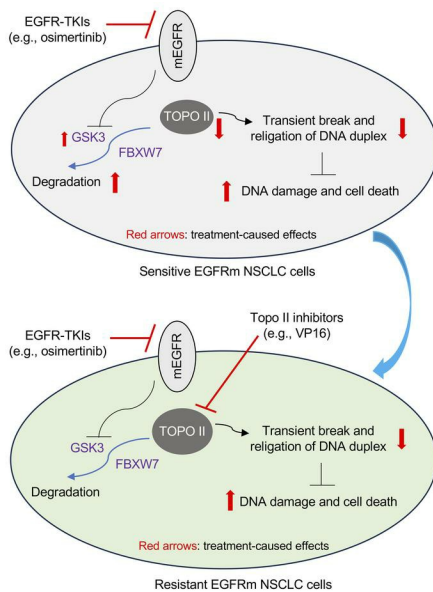 EGFR-TKIs
(e.g., osimertinib)
mEGFR
TOPO II
GSK3
FBXW7
Transient break and
religation of DNA duplex
Degradation
DNA damage and cell death
Red arrows: treatment-caused effects
Sensitive EGFRm NSCLC cells
EGFR-TKIs
(e.g., osimertinib)
Topo II inhibitors
(e.g., VP16)
mEGFR
TOPO II
GSK3
FBXW7
Transient break and
religation of DNA duplex
Degradation
DNA damage and cell death
Red arrows: treatment-caused effects
Resistant EGFRm NSCLC cells